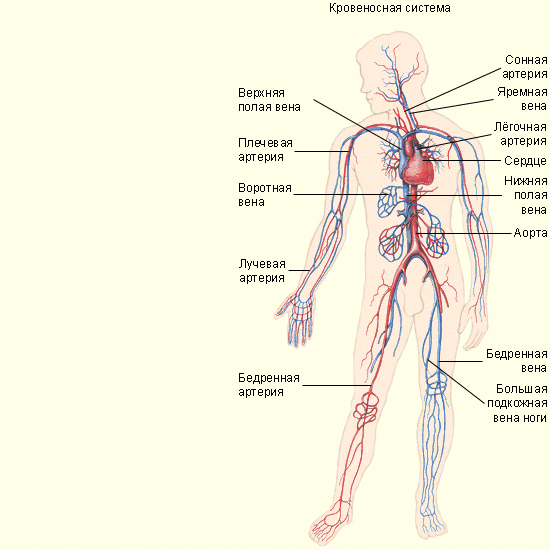 Кровеносная система
Сонная
артерия
Верхняя
полая вена
Яремная
вена
Лёгочная
артерия
Плечевая
артерия
Сердце
Воротная
вена
Нижняя
полая
вена
Аорта
Лучевая
артерия
Бедренная
вена
Бедренная
артерия
Большая
подкожная
вена ноги